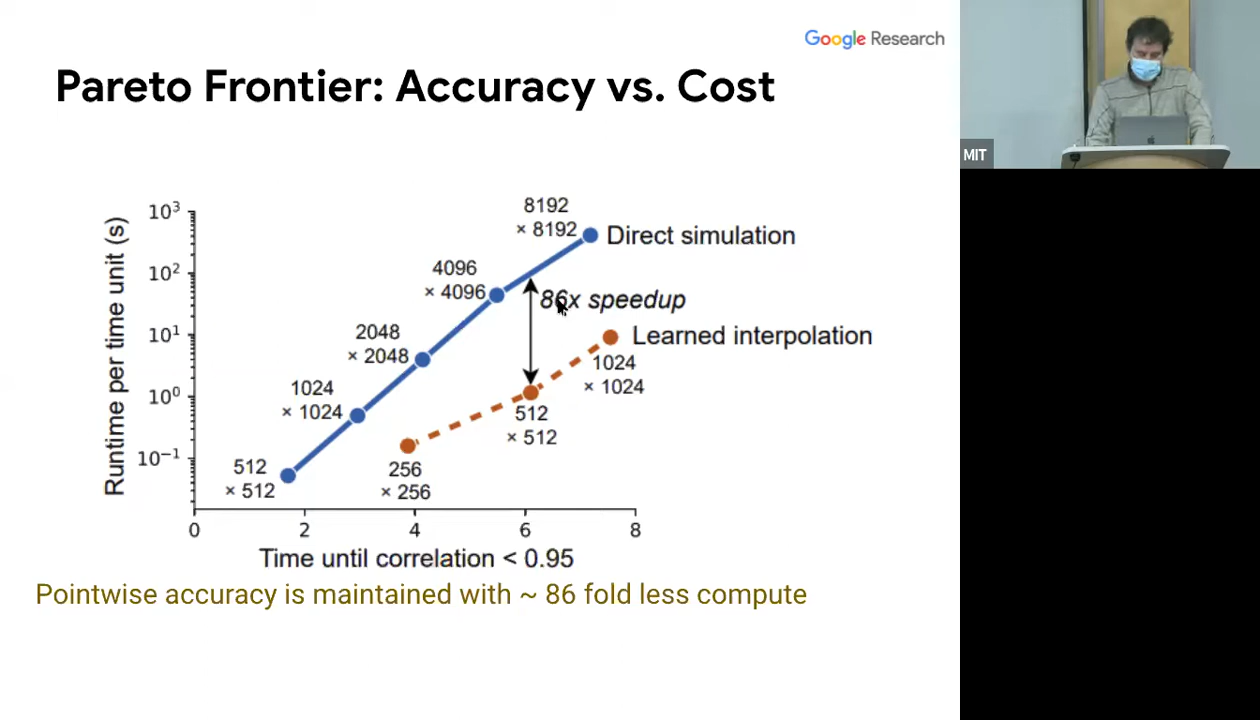 Google Research
Pareto Frontier: Accuracy vs. Cost
MIT
Runtime per time unit (s)
10³
10²
10¹
10⁰
10⁻¹
8192
× 8192
Direct simulation
4096
× 4096
86x speedup
2048
× 2048
Learned interpolation
1024
× 1024
1024
× 1024
512
× 512
512
× 512
256
× 256
0 2 4 6 8
Time until correlation < 0.95
Pointwise accuracy is maintained with ~ 86 fold less compute